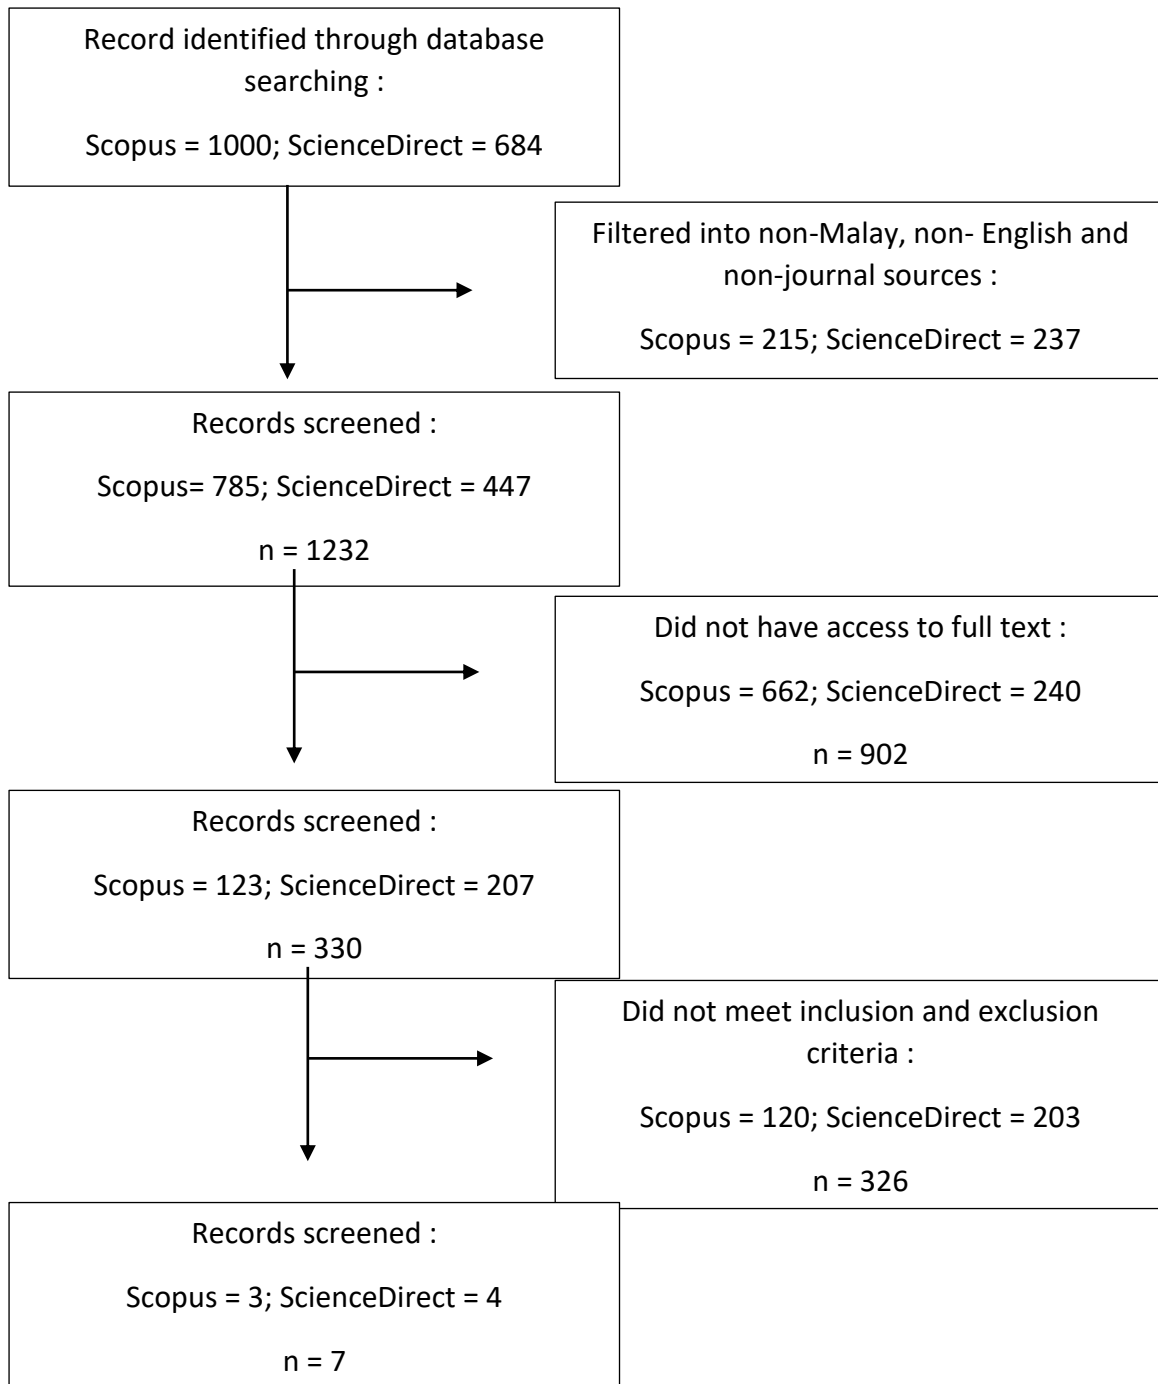 Record identified through database
searching :
Scopus = 1000; ScienceDirect = 684
Filtered into non-Malay, non- English and
non-journal sources :
Scopus = 215; ScienceDirect = 237
Records screened :
Scopus= 785; ScienceDirect = 447
n = 1232
Did not have access to full text :
Scopus = 662; ScienceDirect = 240
n = 902
Records screened :
Scopus = 123; ScienceDirect = 207
n = 330
Did not meet inclusion and exclusion
criteria :
Scopus = 120; ScienceDirect = 203
n = 326
Records screened :
Scopus = 3; ScienceDirect = 4
n = 7